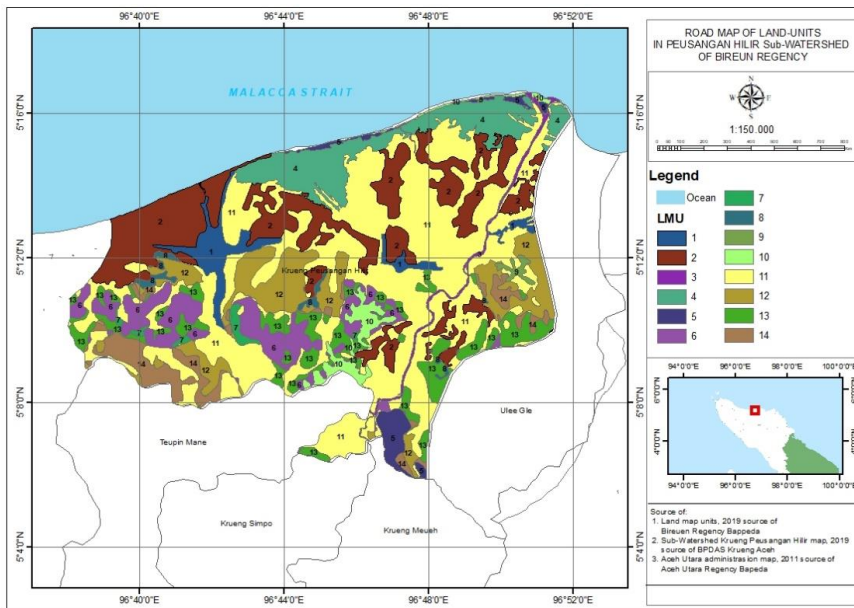 96°40'0"E 96°44'0"E 96°48'0"E 96°52'0"E
ROAD MAP OF LAND-UNITS
IN PEUSANGAN HILIR Sub-WATERSHED
OF BIREUN REGENCY
N
W E
S
1:150.000
MALACCA STRAIT
5°16'0"N
5°12'0"N
5°8'0"N
5°4'0"N
Krueng Peusangan Hilir
Teupin Mane
Ulee Gle
Krueng Simpo
Krueng Meueh
96°40'0"E 96°44'0"E 96°48'0"E 96°52'0"E
5°16'0"N
5°12'0"N
5°8'0"N
5°4'0"N
Legend
Ocean
LMU
1
2
3
4
5
6
7
8
9
10
11
12
13
14
94°0'0"E 96°0'0"E 98°0'0"E 100°0'0"E
4°0'0"N
94°0'0"E 96°0'0"E 98°0'0"E 100°0'0"E
Source of:
1. Land map units, 2019 source of
Bireuen Regency Bappeda
2. Sub-Watershed Krueng Peusangan Hilir map, 2019
source of BPDAS Krueng Aceh
3. Aceh Utara administrasion map, 2011 source of
Aceh Utara Regency Bapeda